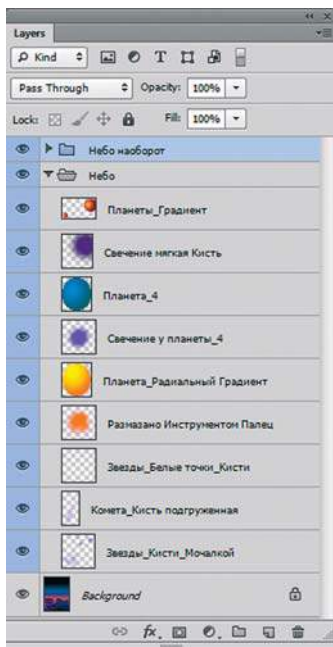 Layers
Kind
Pass Through Opacity: 100%
Lock: Fill: 100%
Небо наоборот
Небо
Планеты_Градиент
Свечение мягкая Кисть
Планета_4
Свечение у планеты_4
Планета_Радиальный Градиент
Размазано Инструментом Палец
Звезды_Белые точки_Кисти
Комета_Кисть подгруженная
Звезды_Кисти_Мочалкой
Background
fx